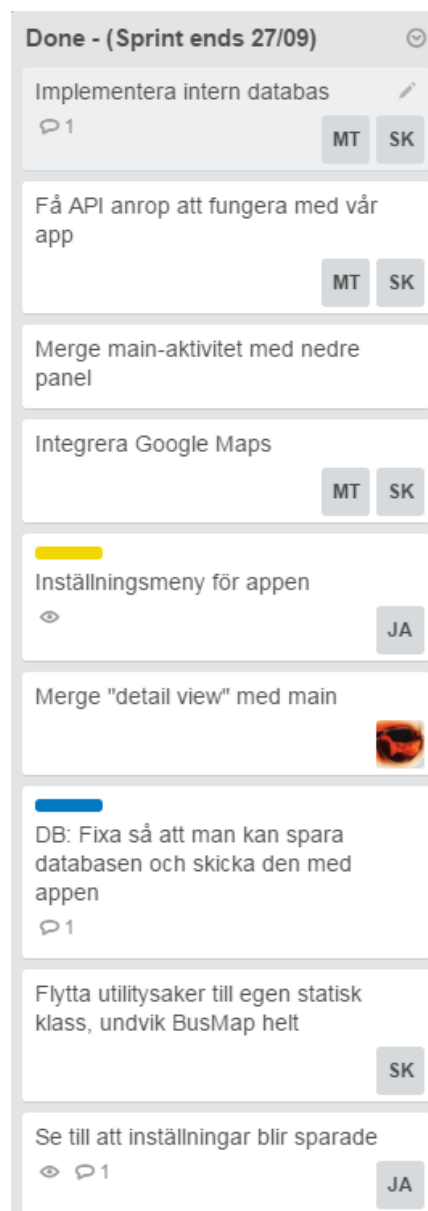 Done - (Sprint ends 27/09)
Implementera intern databas
1
MT SK
Få API anrop att fungera med vår
app
MT SK
Merge main-aktivitet med nedre
panel
Integrera Google Maps
MT SK
Inställningsmeny för appen
JA
Merge "detail view" med main
DB: Fixa så att man kan spara
databasen och skicka den med
appen
1
Flytta utilitysaker till egen statisk
klass, undvik BusMap helt
SK
Se till att inställningar blir sparade
1
JA